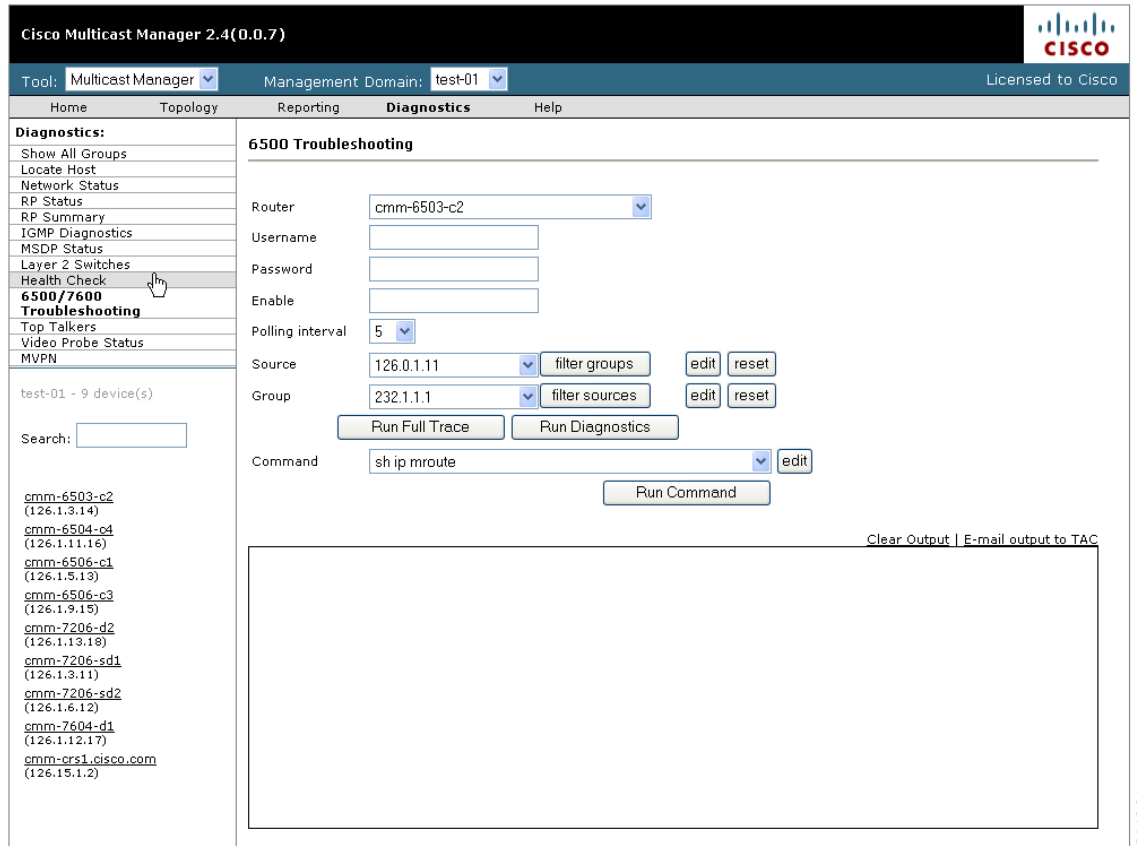 Cisco Multicast Manager 2.4(0.0.7)
CISCO
Tool: Multicast Manager Management Domain: test-01 Licensed to Cisco
Home Topology Reporting Diagnostics Help
Diagnostics:
Show All Groups
Locate Host
Network Status
RP Status
RP Summary
IGMP Diagnostics
MSDP Status
Layer 2 Switches
Health Check
6500/7600
Troubleshooting
Top Talkers
Video Probe Status
MVPN
test-01 - 9 device(s)
Search:
cmm-6503-c2
(126.1.3.14)
cmm-6504-c4
(126.1.11.16)
cmm-6506-c1
(126.1.5.13)
cmm-6506-c3
(126.1.9.15)
cmm-7206-d2
(126.1.13.18)
cmm-7206-sd1
(126.1.3.11)
cmm-7206-sd2
(126.1.6.12)
cmm-7604-d1
(126.1.12.17)
cmm-crs1.cisco.com
(126.15.1.2)
6500 Troubleshooting
Router cmm-6503-c2
Username
Password
Enable
Polling interval 5
Source 126.0.1.11 filter groups edit reset
Group 232.1.1.1 filter sources edit reset
Run Full Trace Run Diagnostics
Command sh ip mroute edit
Run Command
Clear Output | E-mail output to TAC